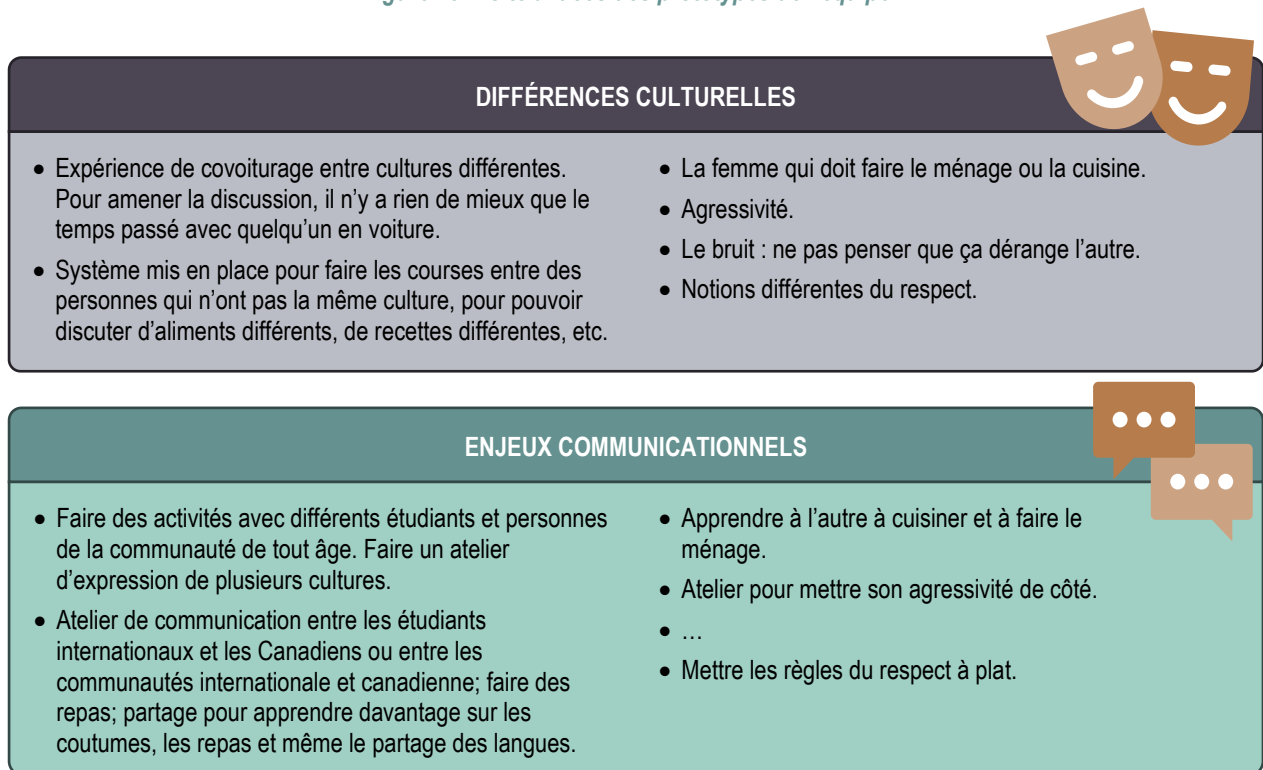 DIFFÉRENCES CULTURELLES
• Expérience de covoiturage entre cultures différentes.
Pour amener la discussion, il n’y a rien de mieux que le
temps passé avec quelqu’un en voiture.
• Système mis en place pour faire les courses entre des
personnes qui n’ont pas la même culture, pour pouvoir
discuter d’aliments différents, de recettes différentes, etc.
• La femme qui doit faire le ménage ou la cuisine.
• Agressivité.
• Le bruit : ne pas penser que ça dérange l’autre.
• Notions différentes du respect.
ENJEUX COMMUNICATIONNELS
• Faire des activités avec différents étudiants et personnes
de la communauté de tout âge. Faire un atelier
d’expression de plusieurs cultures.
• Atelier de communication entre les étudiants
internationaux et les Canadiens ou entre les
communautés internationale et canadienne; faire des
repas; partage pour apprendre davantage sur les
coutumes, les repas et même le partage des langues.
• Apprendre à l’autre à cuisiner et à faire le
ménage.
• Atelier pour mettre son agressivité de côté.
• …
• Mettre les règles du respect à plat.